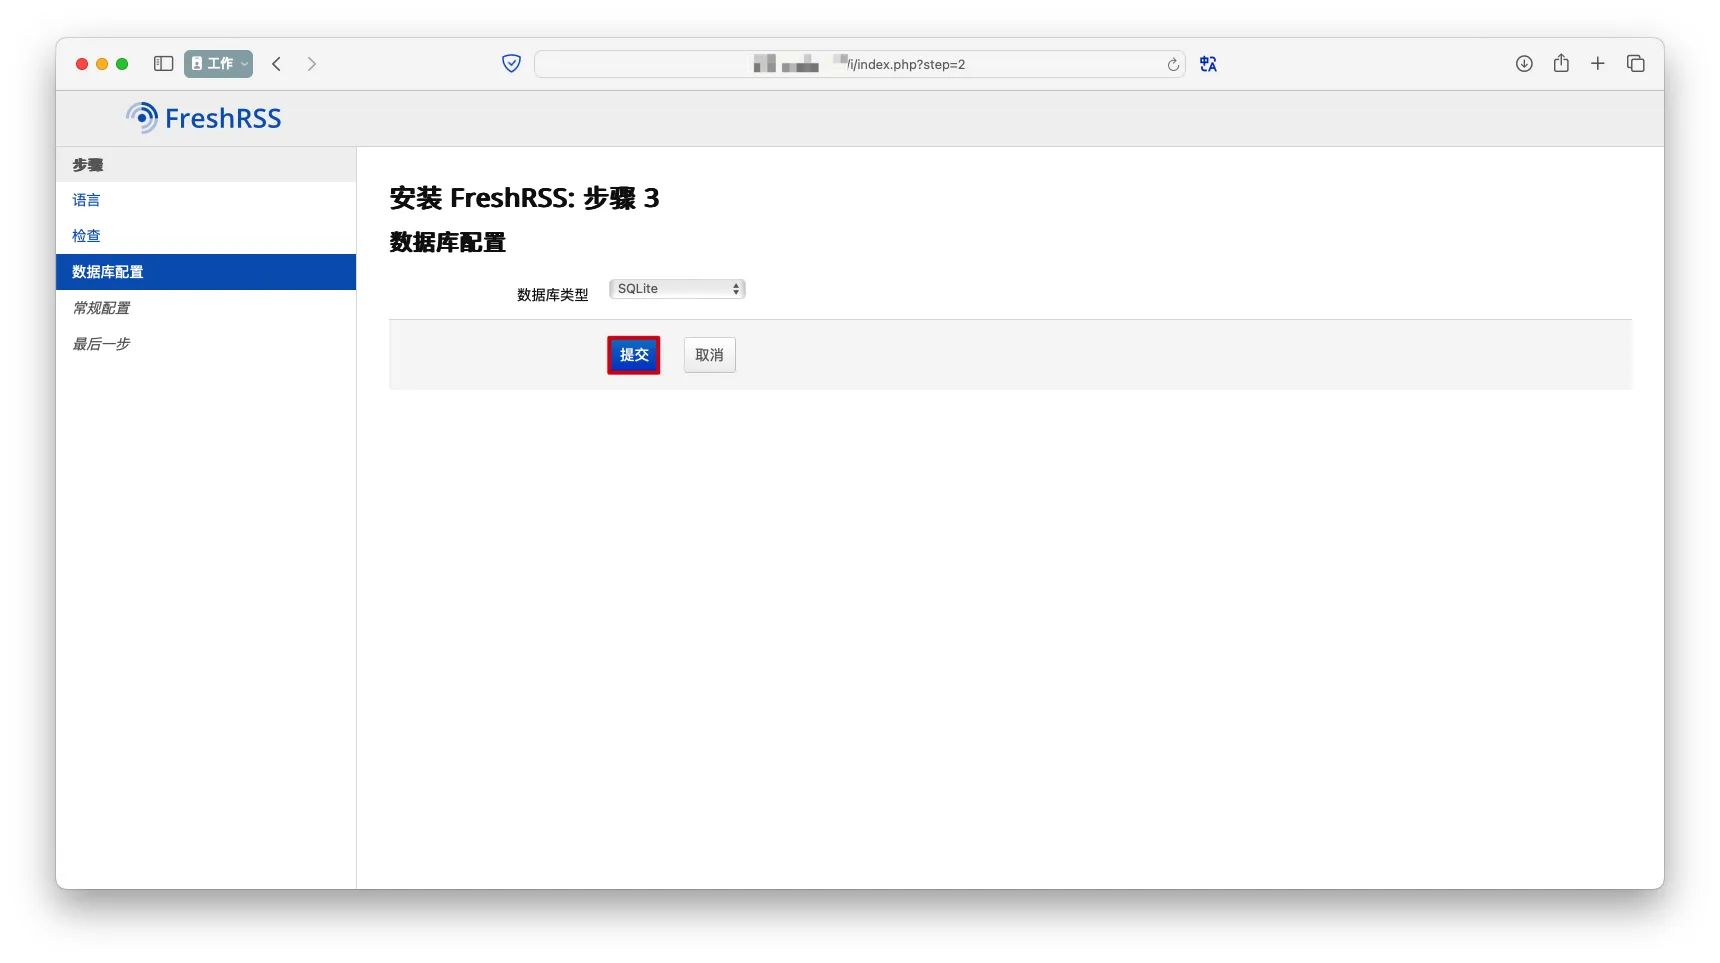 工作
/i/index.php?step=2
FreshRSS
步骤
语言
检查
数据库配置
常规配置
最后一步
安装 FreshRSS: 步骤 3
数据库配置
数据库类型 SQLite
提交 取消